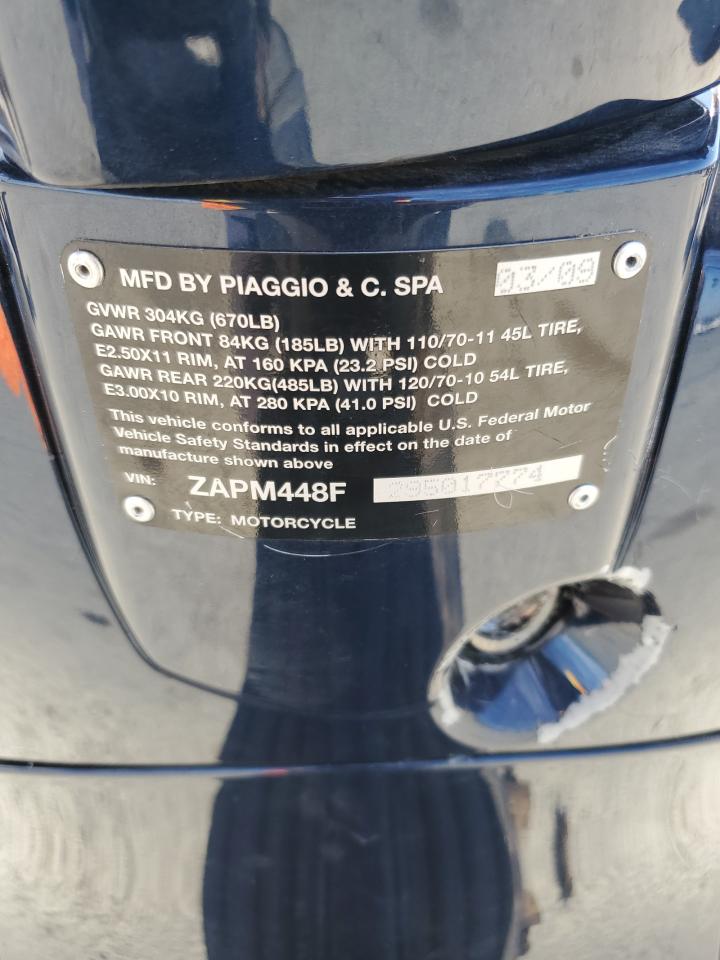 MFD BY PIAGGIO & C. SPA 03/09
GVWR 304KG (670LB)
GAWR FRONT 84KG (185LB) WITH 110/70-11 45L TIRE,
E2.50X11 RIM, AT 160 KPA (23.2 PSI) COLD
GAWR REAR 220KG(485LB) WITH 120/70-10 54L TIRE,
E3.00X10 RIM, AT 280 KPA (41.0 PSI) COLD
This vehicle conforms to all applicable U.S. Federal Motor
Vehicle Safety Standards in effect on the date of
manufacture shown above
VIN: ZAPM448F 295017274
TYPE: MOTORCYCLE